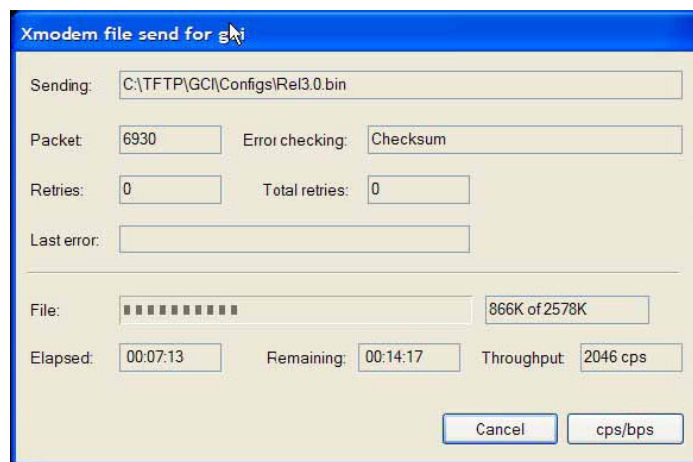 Xmodem file send for gci
Sending: C:\TFTP\GCI\Configs\Rel3.0.bin
Packet: 6930 Error checking: Checksum
Retries: 0 Total retries: 0
Last error:
File: 866K of 2578K
Elapsed: 00:07:13 Remaining: 00:14:17 Throughput: 2046 cps
Cancel cps/bps